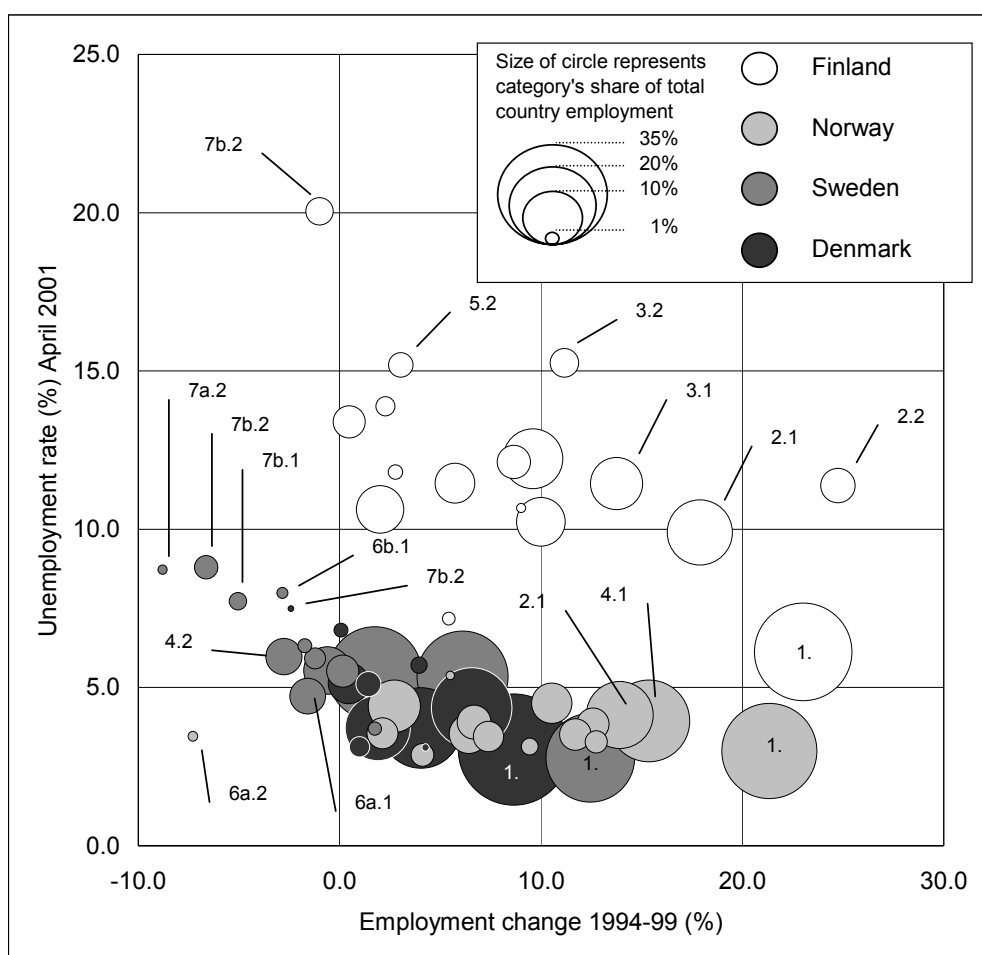 25.0
20.0
15.0
10.0
5.0
0.0
Unemployment rate (%) April 2001
-10.0
0.0
10.0
20.0
30.0
Employment change 1994-99 (%)
Size of circle represents
category's share of total
country employment
35%
20%
10%
1%
Finland
Norway
Sweden
Denmark
7b.2
5.2
3.2
7a.2
7b.2
7b.1
3.1
2.1
2.2
6b.1
7b.2
2.1
4.1
4.2
1.
1.
1.
1.
6a.2
6a.1